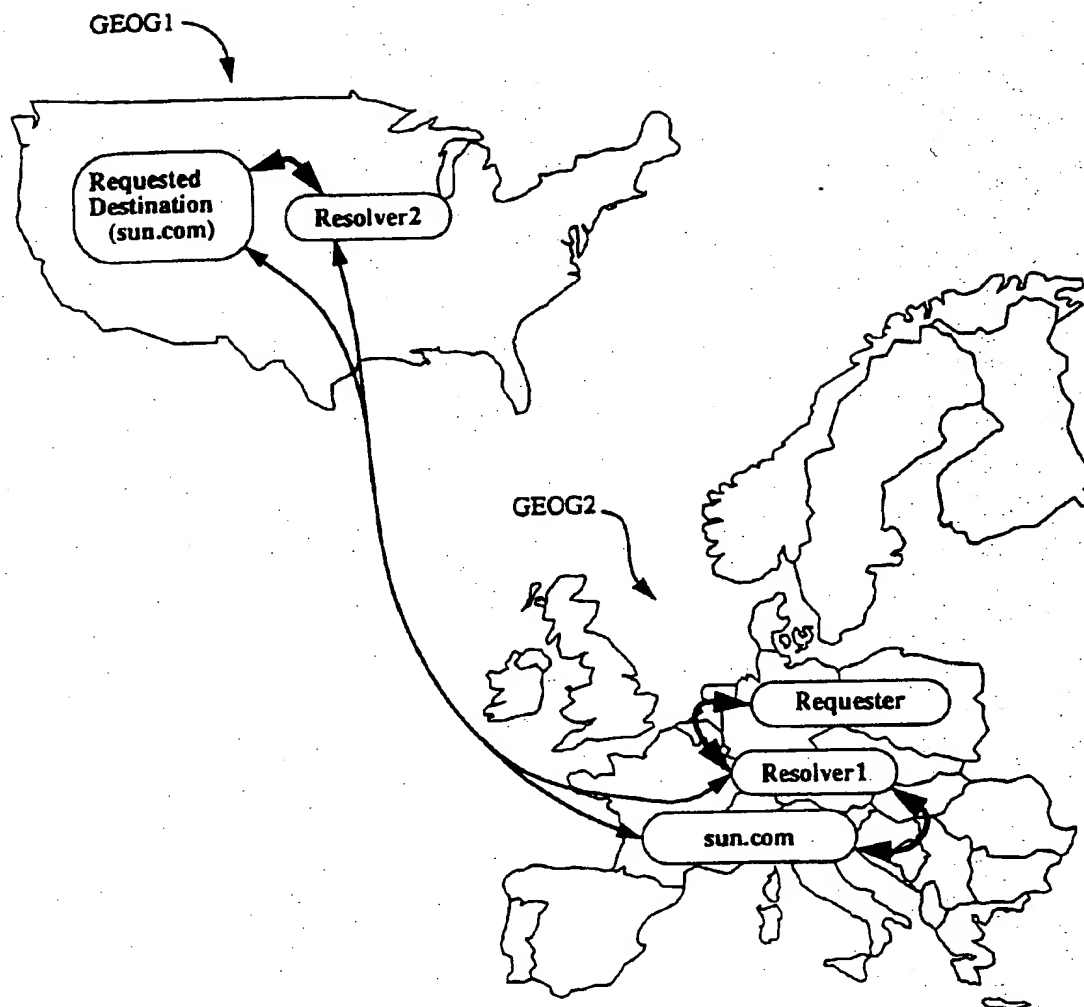 GEOG1
Requested
Destination
(sun.com)
Resolver2
GEOG2
Requester
Resolver1
sun.com